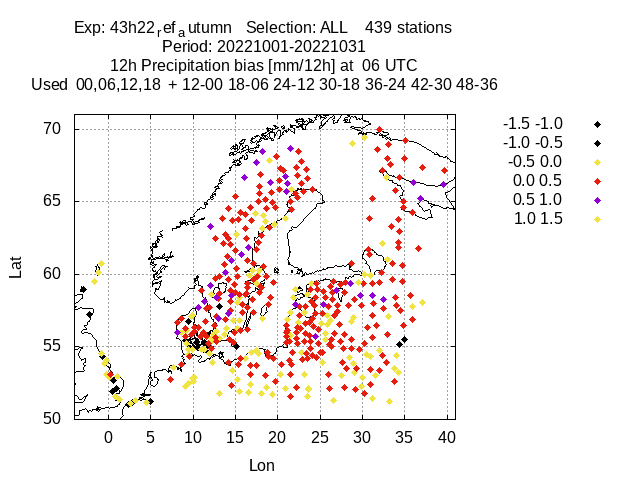 Exp: 43h22ref_autumn Selection: ALL 439 stations
Period: 20221001-20221031
12h Precipitation bias [mm/12h] at 06 UTC
Used 00,06,12,18 + 12-00 18-06 24-12 30-18 36-24 42-30 48-36
70
65
60
55
50
Lat
0 5 10 15 20 25 30 35 40
Lon
-1.5 -1.0
-1.0 -0.5
-0.5 0.0
0.0 0.5
0.5 1.0
1.0 1.5